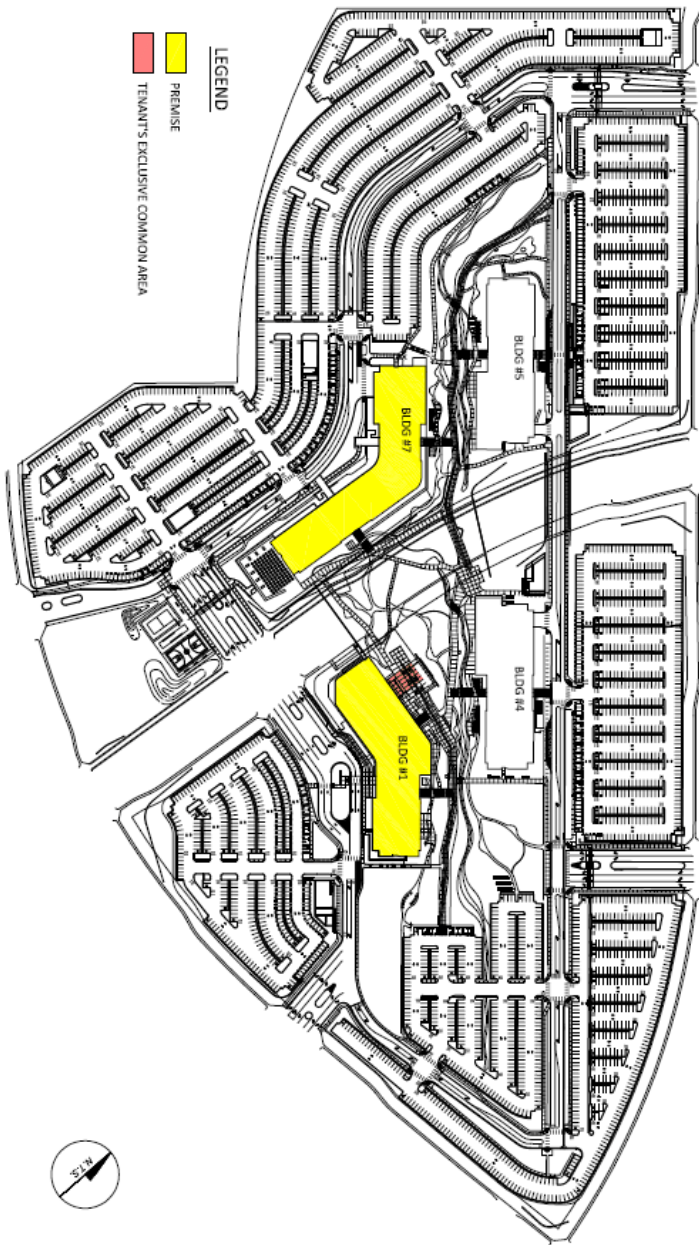 LEGEND
PREMISE
TENANT'S EXCLUSIVE COMMON AREA
BLDG #5
BLDG #7
BLDG #4
BLDG #1
N.T.S.